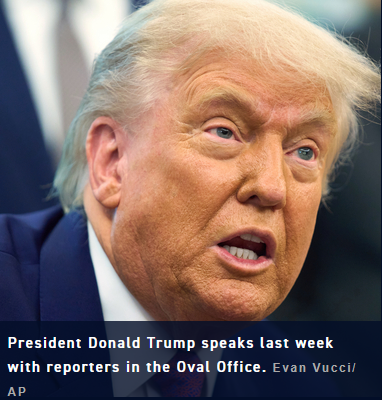 President Donald Trump speaks last week
with reporters in the Oval Office. Evan Vucci/
AP